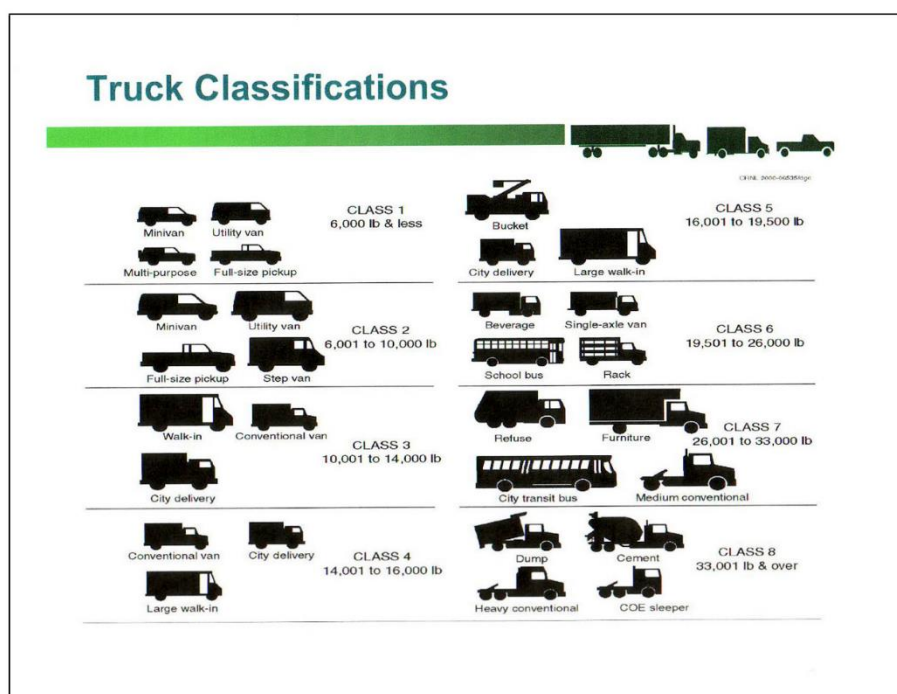 Truck Classifications
CLASS 1
6,000 lb & less
Minivan Utility van
Multi-purpose Full-size pickup
CLASS 2
6,001 to 10,000 lb
Minivan Utility van
Full-size pickup Step van
CLASS 3
10,001 to 14,000 lb
Walk-in Conventional van
City delivery
CLASS 4
14,001 to 16,000 lb
Conventional van City delivery
Large walk-in
CLASS 5
16,001 to 19,500 lb
Bucket
City delivery Large walk-in
CLASS 6
19,501 to 26,000 lb
Beverage Single-axle van
School bus Rack
CLASS 7
26,001 to 33,000 lb
Refuse Furniture
City transit bus Medium conventional
CLASS 8
33,001 lb & over
Dump Cement
Heavy conventional COE sleeper